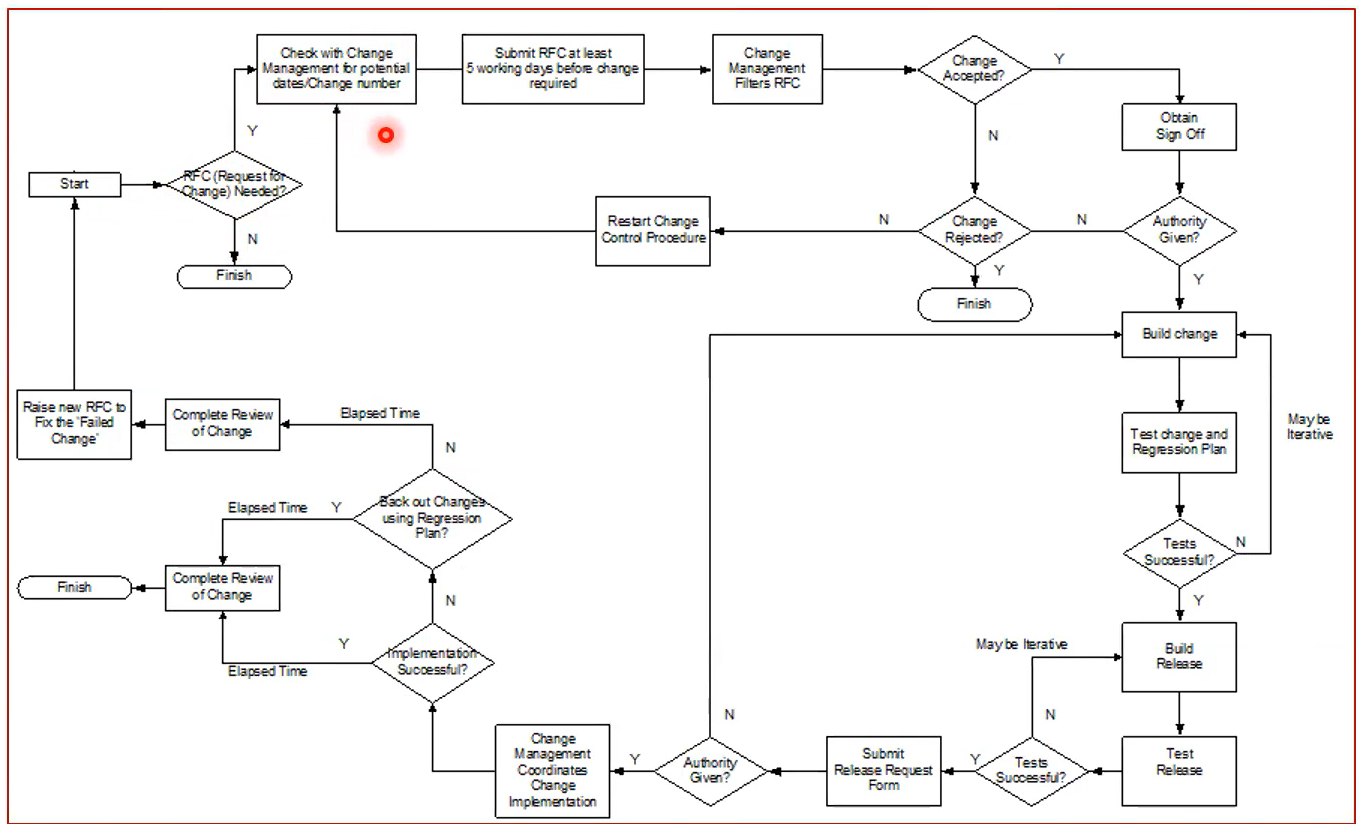 Check with Change
Management for potential
dates/Change number
Submit RFC at least
5 working days before change
required
Change
Management
Filters RFC
Change
Accepted?
Y
Obtain
Sign Off
Y
N
Start
RFC (Request for
Change) Needed?
N
Finish
Restart Change
Control Procedure
N
Change
Rejected?
N
Authority
Given?
Y
Finish
Y
Build change
May be
Iterative
Test change and
Regression Plan
Tests
Successful?
N
Y
Raise new RFC to
Fix the 'Failed
Change'
Complete Review
of Change
Elapsed Time
N
Back out Changes
using Regression
Plan?
Elapsed Time
Y
Finish
Complete Review
of Change
N
Y
Elapsed Time
Implementation
Successful?
May be Iterative
Build
Release
N
N
Change
Management
Coordinates
Change
Implementation
Y
Authority
Given?
Submit
Release Request
Form
Y
Tests
Successful?
Test
Release